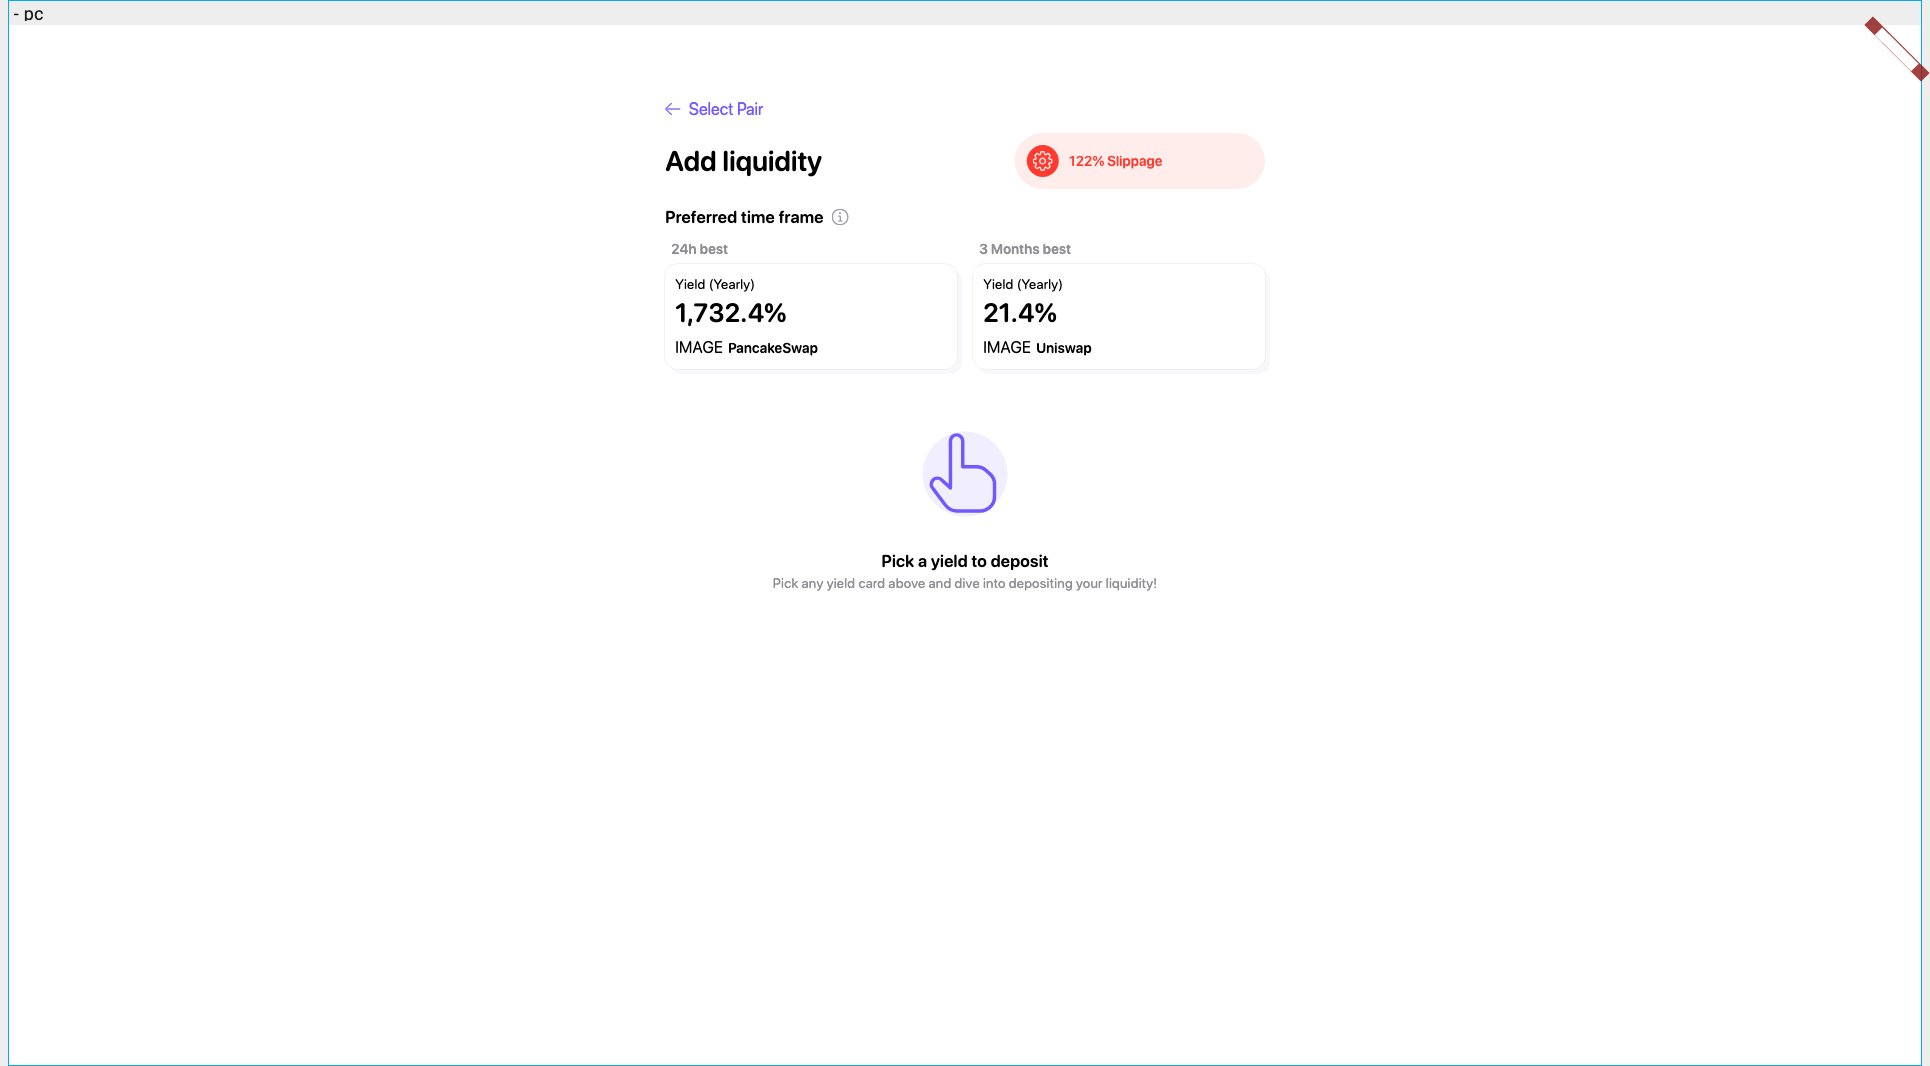 - pc
Select Pair
Add liquidity
122% Slippage
Preferred time frame
24h best
3 Months best
Yield (Yearly)
1,732.4%
IMAGE PancakeSwap
Yield (Yearly)
21.4%
IMAGE Uniswap
Pick a yield to deposit
Pick any yield card above and dive into depositing your liquidity!